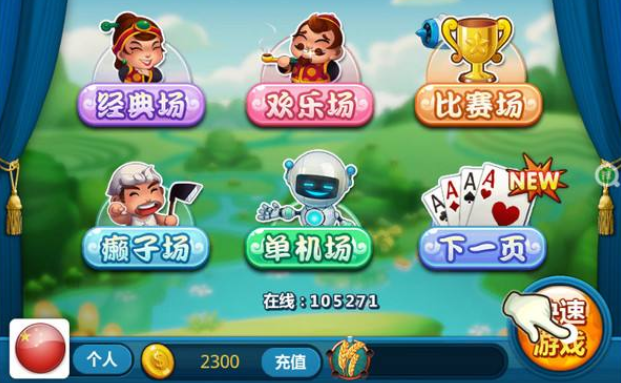 经典场
欢乐场
比赛场
癞子场
单机场
NEW
A A A A
下一页
在线:105271
快速
游戏
个人
2300
充值